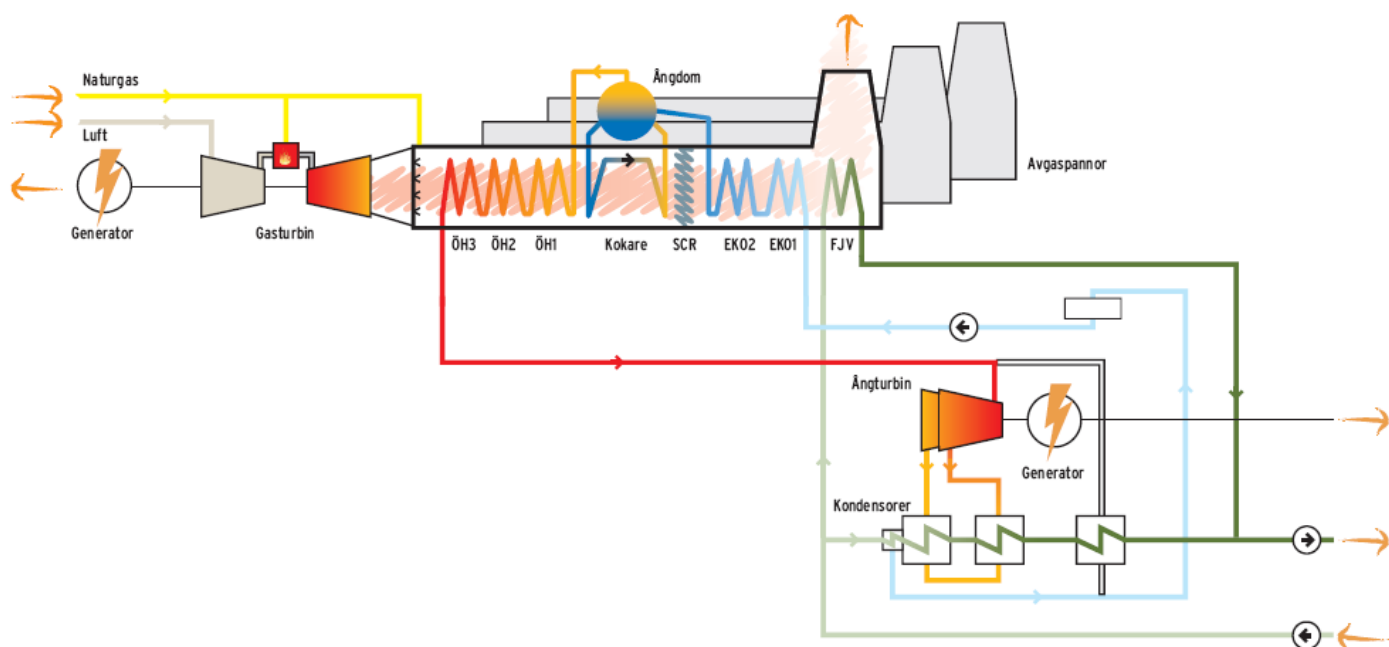 Naturgas
Luft
Generator
Gasturbin
Ångdom
Avgaspannor
ÖH3
ÖH2
ÖH1
Kokare
SCR
EKO2
EKO1
FJV
Ångturbin
Generator
Kondensorer